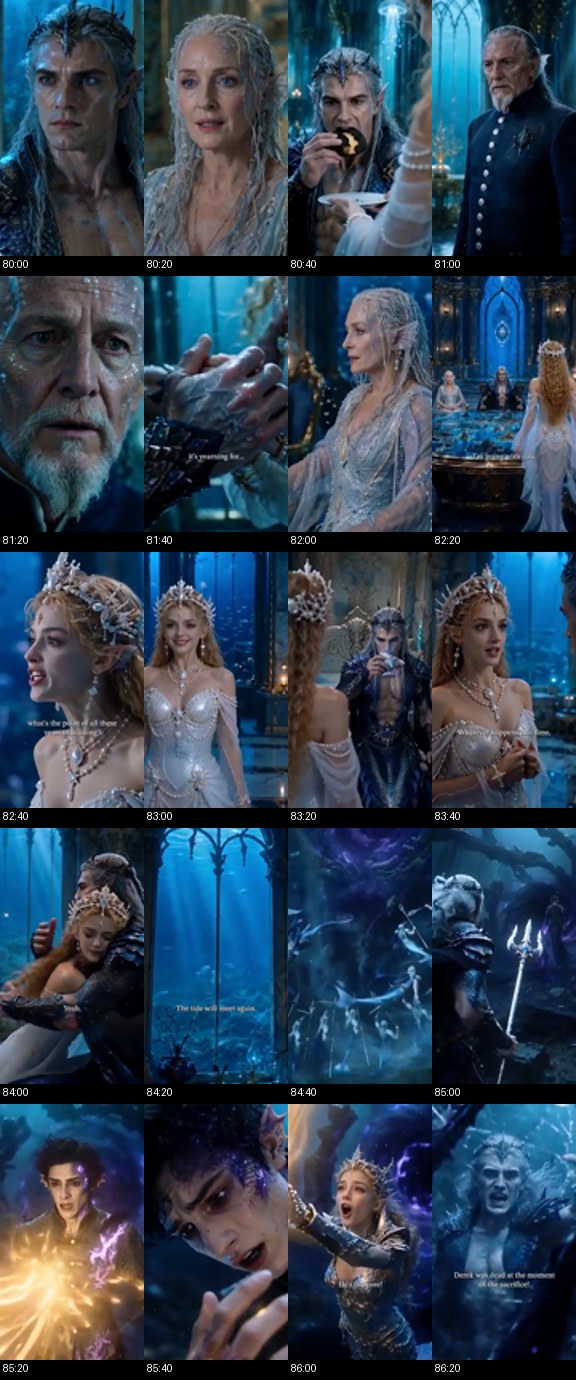 80:00
80:20
80:40
81:00
81:20
It's yearning for...
81:40
82:00
82:20
what's the point of all these
82:40
83:00
83:20
time,
83:40
Yeah.
84:00
The tide will meet again.
84:20
84:40
85:00
85:20
85:40
86:00
Derek was dead at the moment
of the sacrifice!
86:20